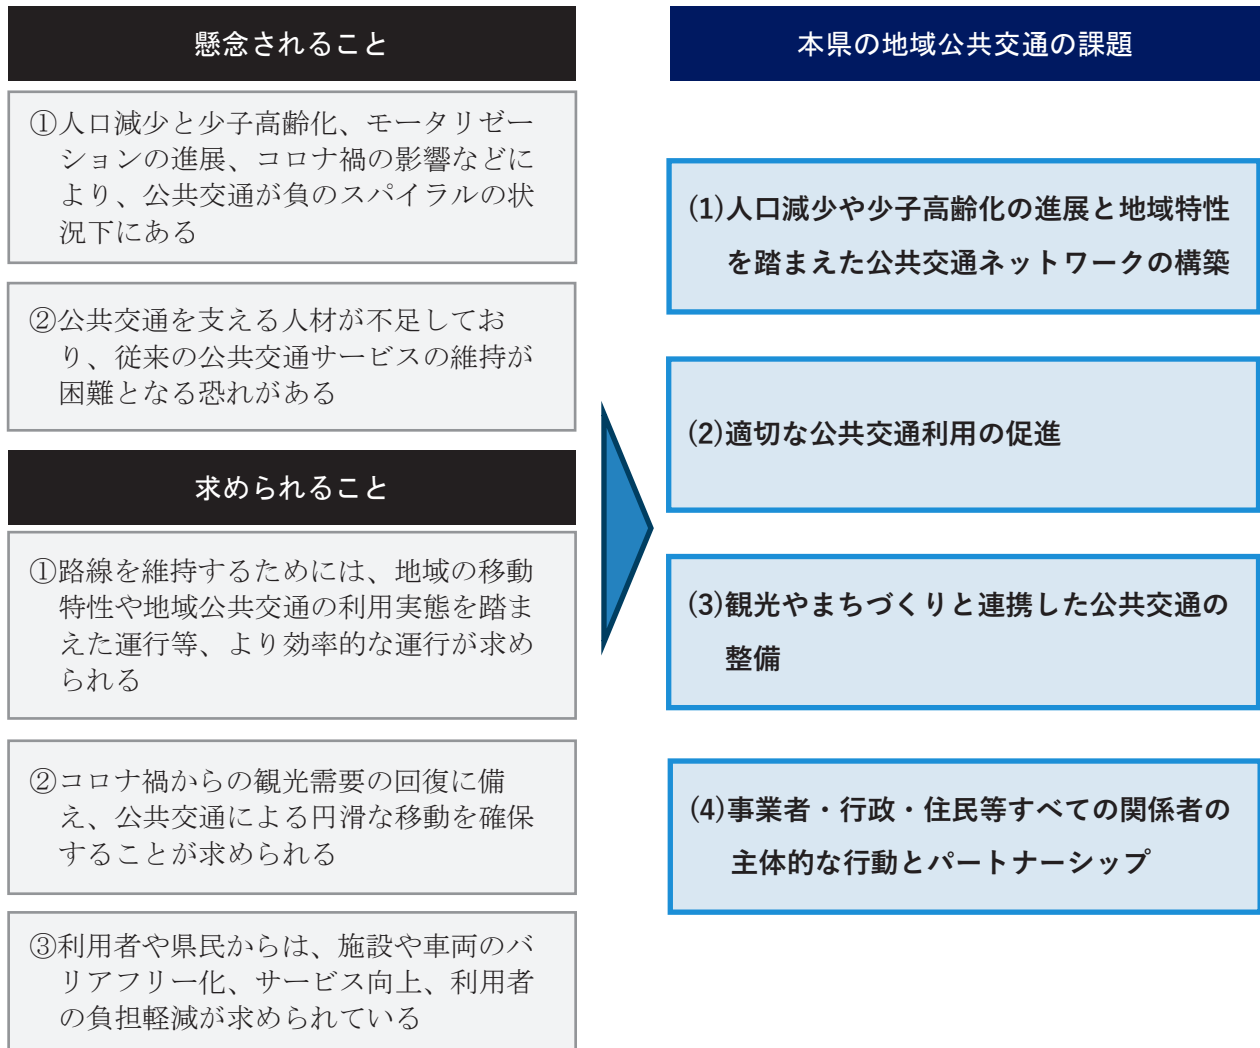 懸念されること
①人口減少と少子高齢化、モータリゼー
ションの進展、コロナ禍の影響などに
より、公共交通が負のスパイラルの状
況下にある
②公共交通を支える人材が不足してお
り、従来の公共交通サービスの維持が
困難となる恐れがある
求められること
①路線を維持するためには、地域の移動
特性や地域公共交通の利用実態を踏ま
えた運行等、より効率的な運行が求め
られる
②コロナ禍からの観光需要の回復に備
え、公共交通による円滑な移動を確保
することが求められる
③利用者や県民からは、施設や車両のバ
リアフリー化、サービス向上、利用者
の負担軽減が求められている
本県の地域公共交通の課題
(1)人口減少や少子高齢化の進展と地域特性
を踏まえた公共交通ネットワークの構築
(2)適切な公共交通利用の促進
(3)観光やまちづくりと連携した公共交通の
整備
(4)事業者・行政・住民等すべての関係者の
主体的な行動とパートナーシップ